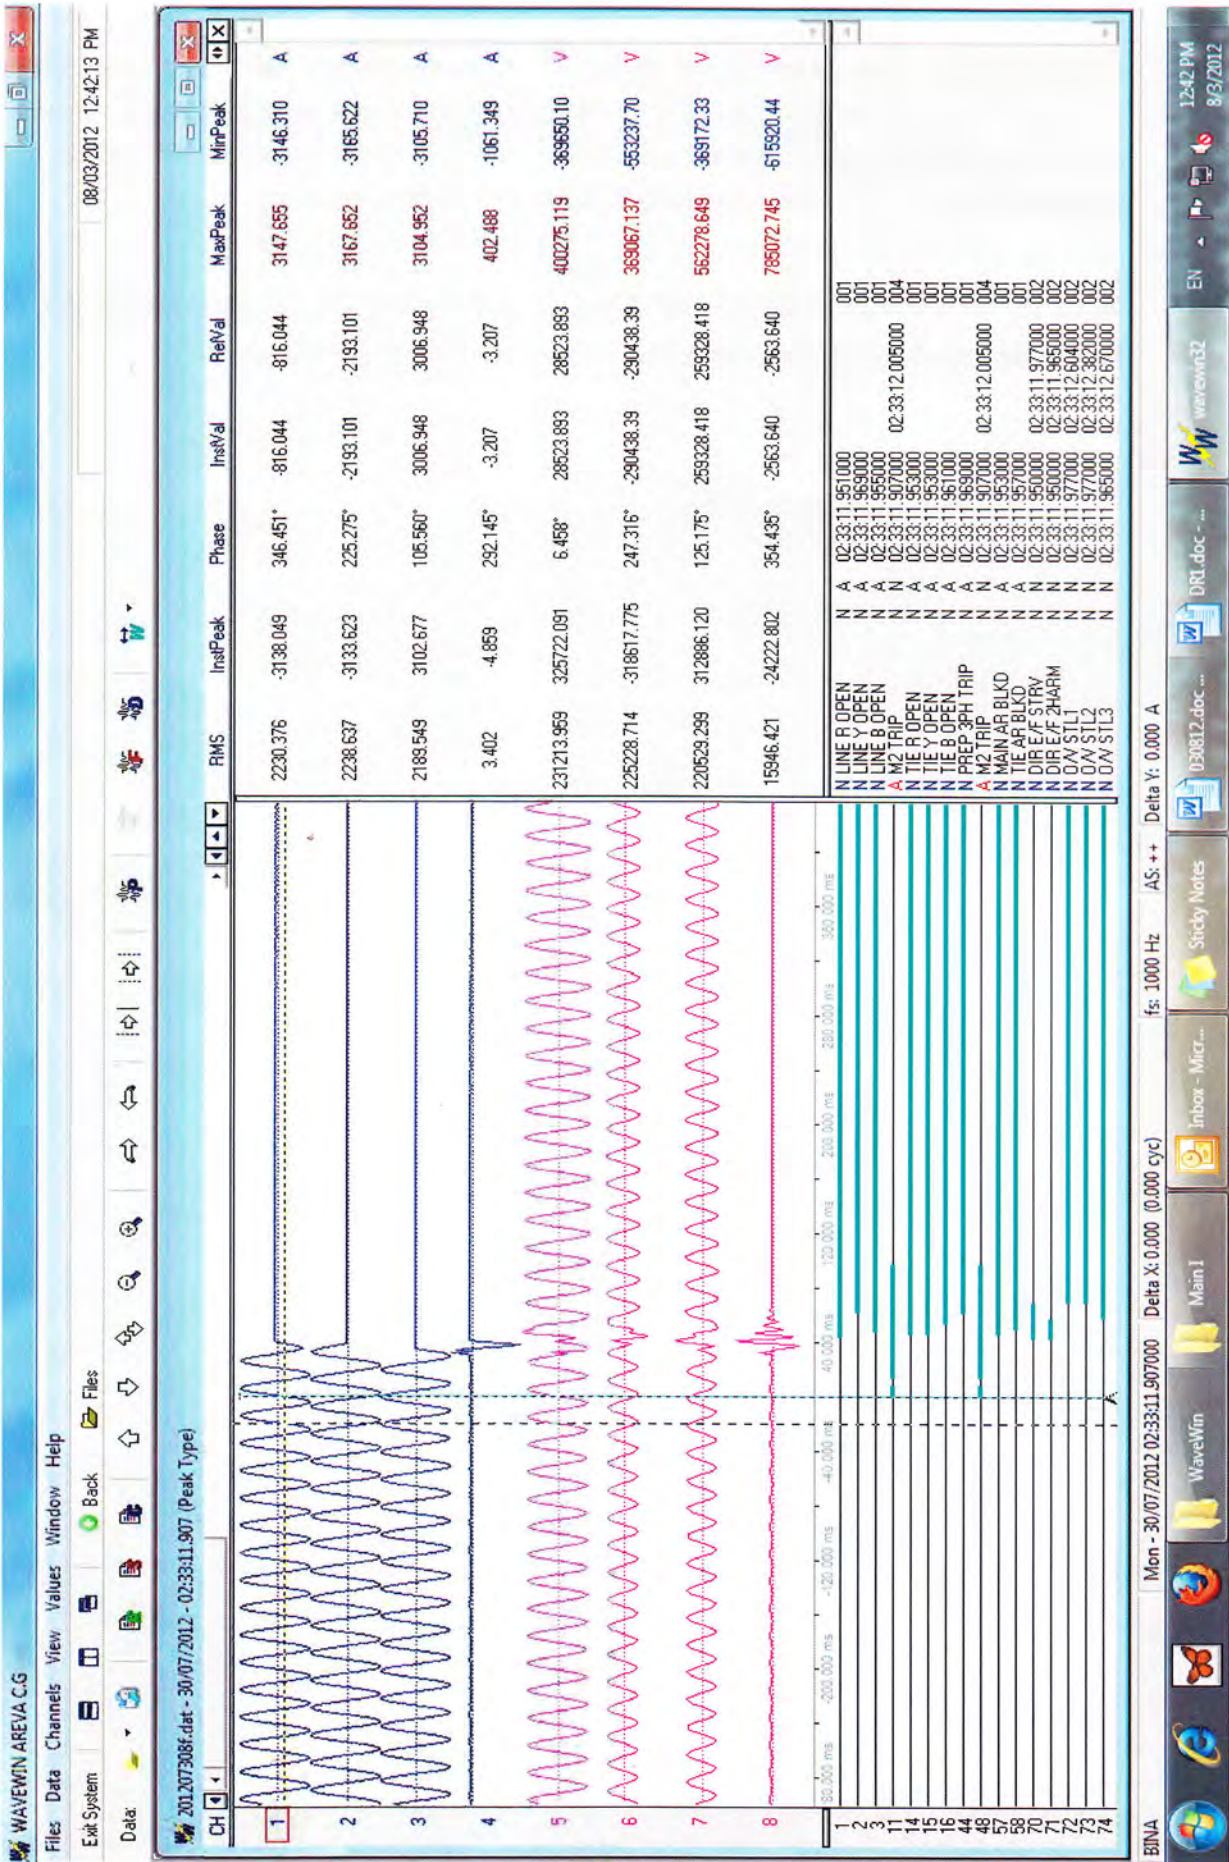 WAVEWIN AREVA C.G
Files Data Channels View Values Window Help
Exit System Back Files 08/03/2012 12:42:13 PM
Data:
201207308f.dat - 30/07/2012 - 02:33:11.907 (Peak Type)
CH RMS InstPeak Phase InstVal RefVal MaxPeak MinPeak
1 2230.376 -3138.049 346.451° -816.044 -816.044 3147.655 -3146.310 A
2 2238.637 -3133.623 225.275° -2193.101 -2193.101 3167.652 -3165.622 A
3 2189.549 3102.677 105.560° 3006.948 3006.948 3104.952 -3105.710 A
4 3.402 -4.859 292.145° -3.207 -3.207 402.488 -1061.349 A
5 231213.959 325722.091 6.458° 28523.893 28523.893 400275.119 -369650.10 V
6 225228.714 -318617.775 247.316° -290438.39 -290438.39 369067.137 -553237.70 V
7 220529.299 312886.120 125.175° 259328.418 259328.418 562278.649 -369172.33 V
8 15946.421 -24222.802 354.435° -2563.640 -2563.640 785072.745 -615920.44 V
80.000 ms -200.000 ms -120.000 ms -40.000 ms 40.000 ms 120.000 ms 200.000 ms 280.000 ms 360.000 ms
1 N LINE R OPEN N A 02:33:11.951000 001
2 N LINE Y OPEN N A 02:33:11.969000 001
3 N LINE B OPEN N A 02:33:11.955000 001
11 A M2 TRIP N N 02:33:11.907000 02:33:12.005000 004
14 N TIE R OPEN N A 02:33:11.953000 001
15 N TIE Y OPEN N A 02:33:11.953000 001
16 N TIE B OPEN N A 02:33:11.961000 001
44 N PREP 3PH TRIP N A 02:33:11.969000 001
48 A M2 TRIP N N 02:33:11.907000 02:33:12.005000 004
57 N MAIN AR BLKD N A 02:33:11.953000 001
58 N TIE AR BLKD N A 02:33:11.957000 001
70 N DIR E/F STRV N N 02:33:11.950000 02:33:11.977000 002
71 N DIR E/F 2HARM N N 02:33:11.950000 02:33:11.965000 002
72 N O/V STL1 N N 02:33:11.977000 02:33:12.604000 002
73 N O/V STL2 N N 02:33:11.977000 02:33:12.382000 002
74 N O/V STL3 N N 02:33:11.965000 02:33:12.670000 002
BINA Mon - 30/07/2012 02:33:11.907000 Delta X: 0.000 (0.000 cyc) fs: 1000 Hz AS: ++ Delta Y: 0.000 A
WaveWin Main I Inbox - Micr... Sticky Notes 030812.doc ... DR1.doc - ... wavewin32 EN 12:42 PM
8/3/2012